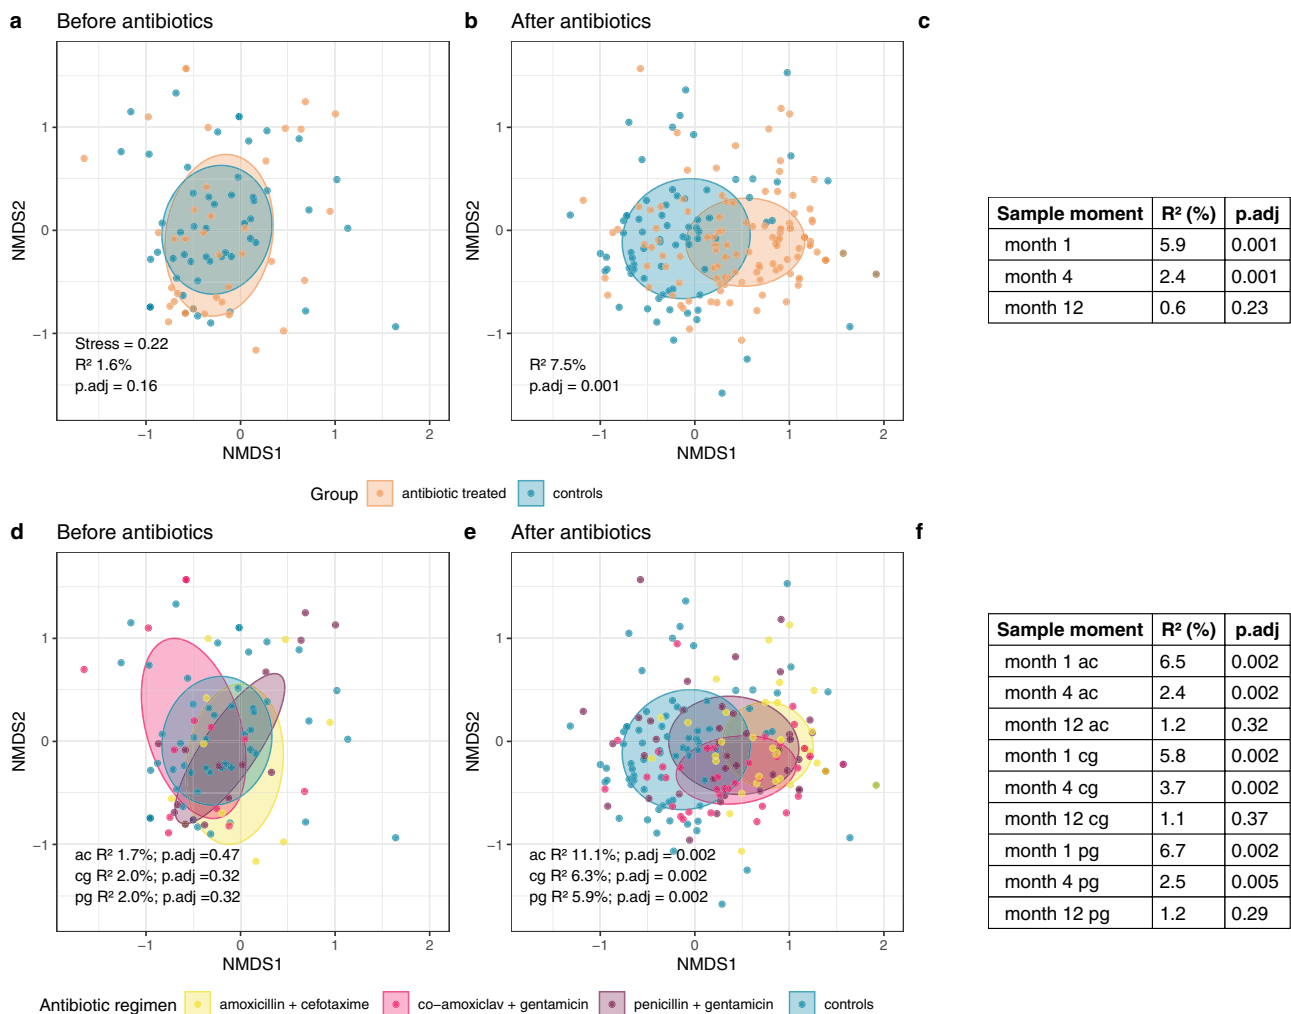 a Before antibiotics
NMDS2
1
0
−1
Stress = 0.22
R² 1.6%
p.adj = 0.16
−1 0 1 2
NMDS1
b After antibiotics
NMDS2
1
0
−1
R² 7.5%
p.adj = 0.001
−1 0 1 2
NMDS1
c
Sample moment R² (%) p.adj
month 1 5.9 0.001
month 4 2.4 0.001
month 12 0.6 0.23
Group antibiotic treated controls
d Before antibiotics
NMDS2
1
0
−1
ac R² 1.7%; p.adj =0.47
cg R² 2.0%; p.adj =0.32
pg R² 2.0%; p.adj =0.32
−1 0 1 2
NMDS1
e After antibiotics
NMDS2
1
0
−1
ac R² 11.1%; p.adj = 0.002
cg R² 6.3%; p.adj = 0.002
pg R² 5.9%; p.adj = 0.002
−1 0 1 2
NMDS1
f
Sample moment R² (%) p.adj
month 1 ac 6.5 0.002
month 4 ac 2.4 0.002
month 12 ac 1.2 0.32
month 1 cg 5.8 0.002
month 4 cg 3.7 0.002
month 12 cg 1.1 0.37
month 1 pg 6.7 0.002
month 4 pg 2.5 0.005
month 12 pg 1.2 0.29
Antibiotic regimen amoxicillin + cefotaxime co−amoxiclav + gentamicin penicillin + gentamicin controls